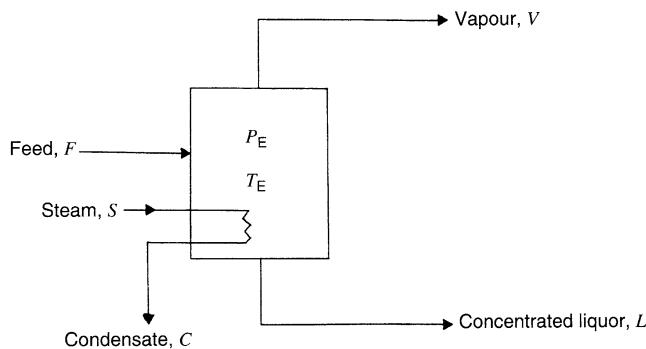 Vapour, V
Feed, F
P_E
T_E
Steam, S
Concentrated liquor, L
Condensate, C